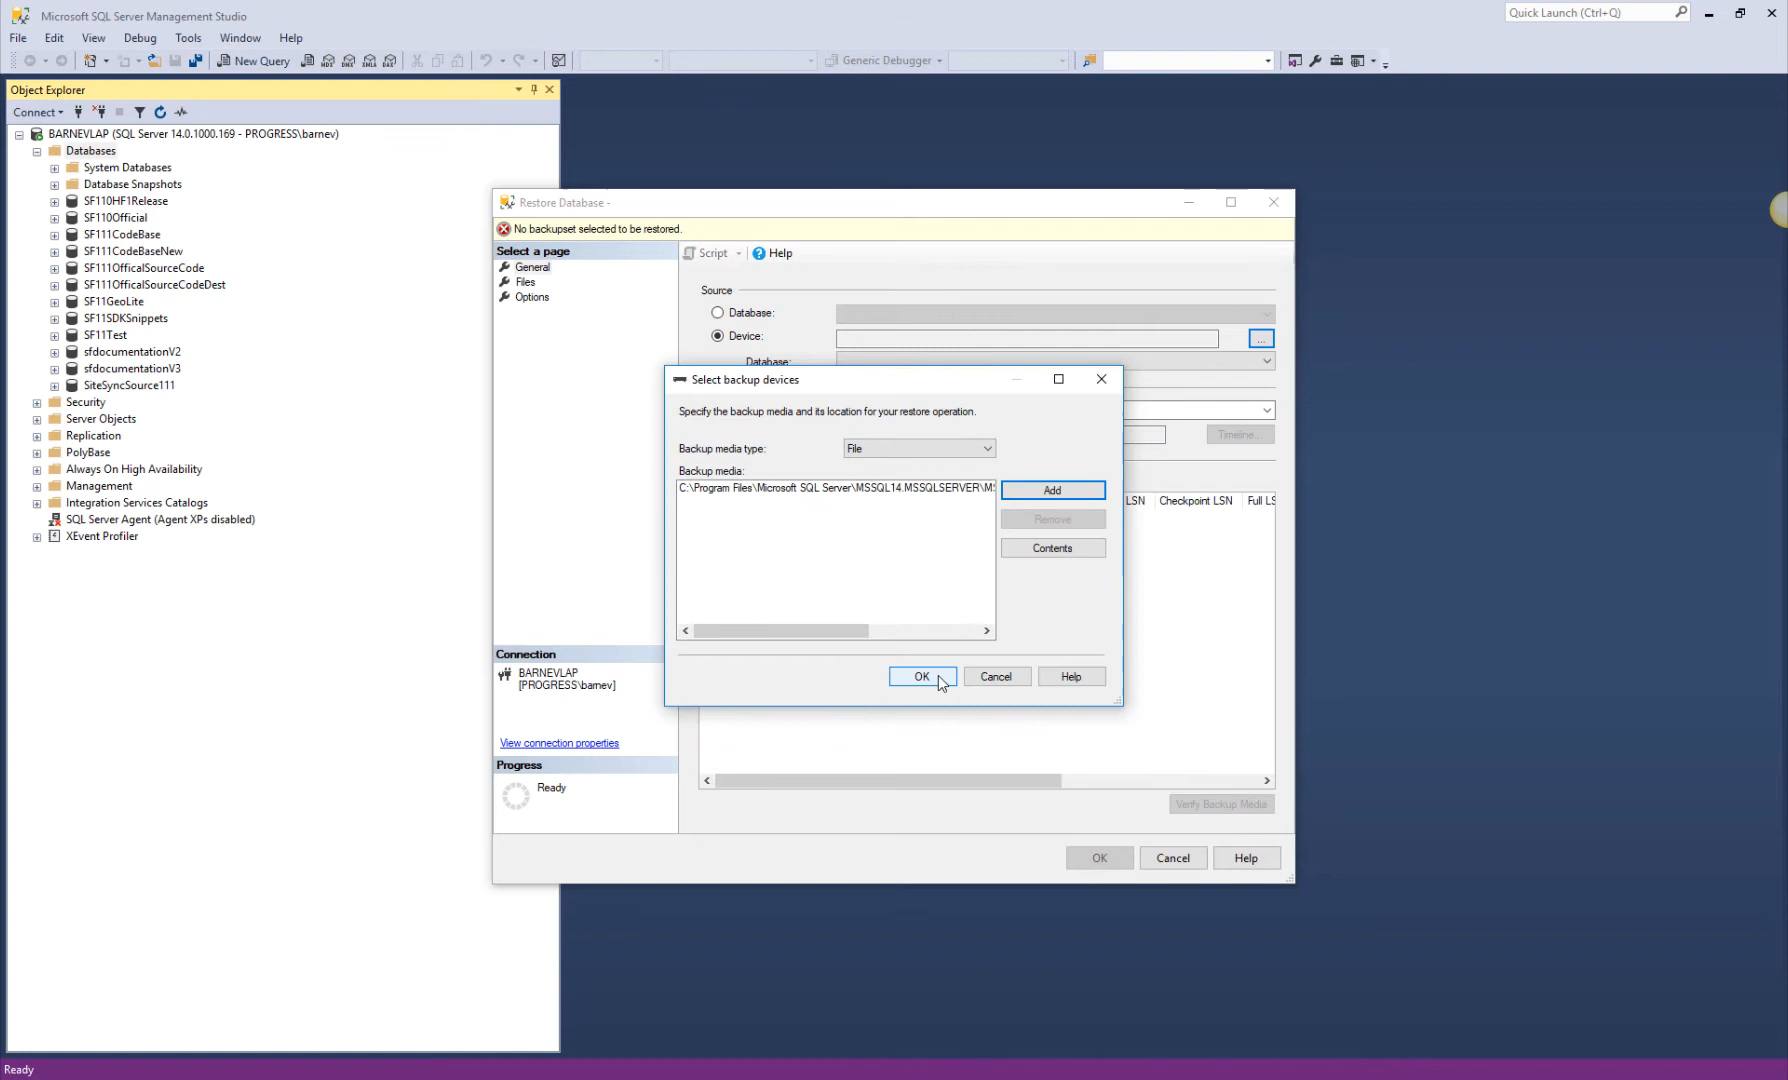 Microsoft SQL Server Management Studio
Quick Launch (Ctrl+Q)
File Edit View Debug Tools Window Help
New Query
MDX DMX XMLA DAX
Generic Debugger
Object Explorer
Connect
BARNEVLAP (SQL Server 14.0.1000.169 - PROGRESS\barnev)
Databases
System Databases
Database Snapshots
SF110HF1Release
SF110Official
SF111CodeBase
SF111CodeBaseNew
SF111OfficalSourceCode
SF111OfficalSourceCodeDest
SF11GeoLite
SF11SDKSnippets
SF11Test
sfdocumentationV2
sfdocumentationV3
SiteSyncSource111
Security
Server Objects
Replication
PolyBase
Always On High Availability
Management
Integration Services Catalogs
SQL Server Agent (Agent XPs disabled)
XEvent Profiler
Restore Database -
No backupset selected to be restored.
Select a page
General
Files
Options
Script
Help
Source
Database:
Device:
...
Database:
Timeline...
LSN Checkpoint LSN Full LS
Select backup devices
Specify the backup media and its location for your restore operation.
Backup media type: File
Backup media:
C:\Program Files\Microsoft SQL Server\MSSQL14.MSSQLSERVER\MS
Add
Remove
Contents
OK Cancel Help
Connection
BARNEVLAP
[PROGRESS\barnev]
View connection properties
Progress
Ready
Verify Backup Media
OK Cancel Help
Ready